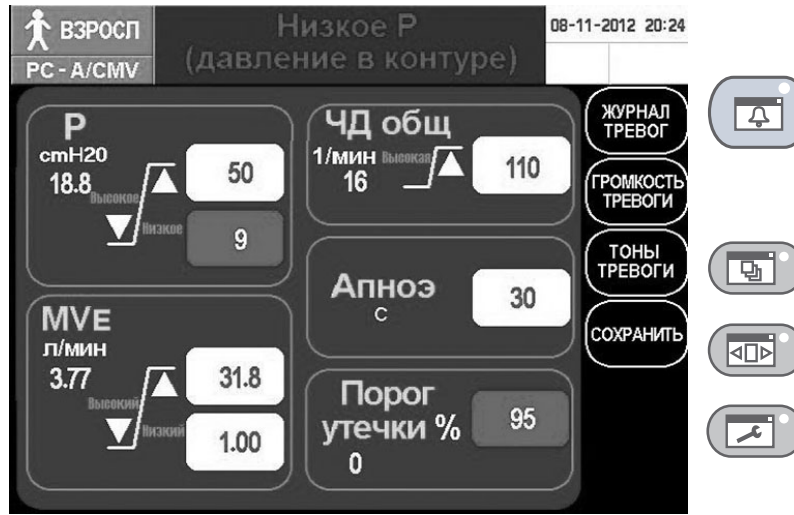 ВЗРОСЛ
PC - A/CMV
Низкое P
(давление в контуре)
08-11-2012 20:24
P
cmH20
18.8
Высокое
50
Низкое
9
MVE
л/мин
3.77
Высокий
31.8
Низкий
1.00
ЧД общ
1/мин
16
Высокая
110
Апноэ
с
30
Порог
утечки %
0
95
ЖУРНАЛ
ТРЕВОГ
ГРОМКОСТЬ
ТРЕВОГИ
ТОНЫ
ТРЕВОГИ
СОХРАНИТЬ